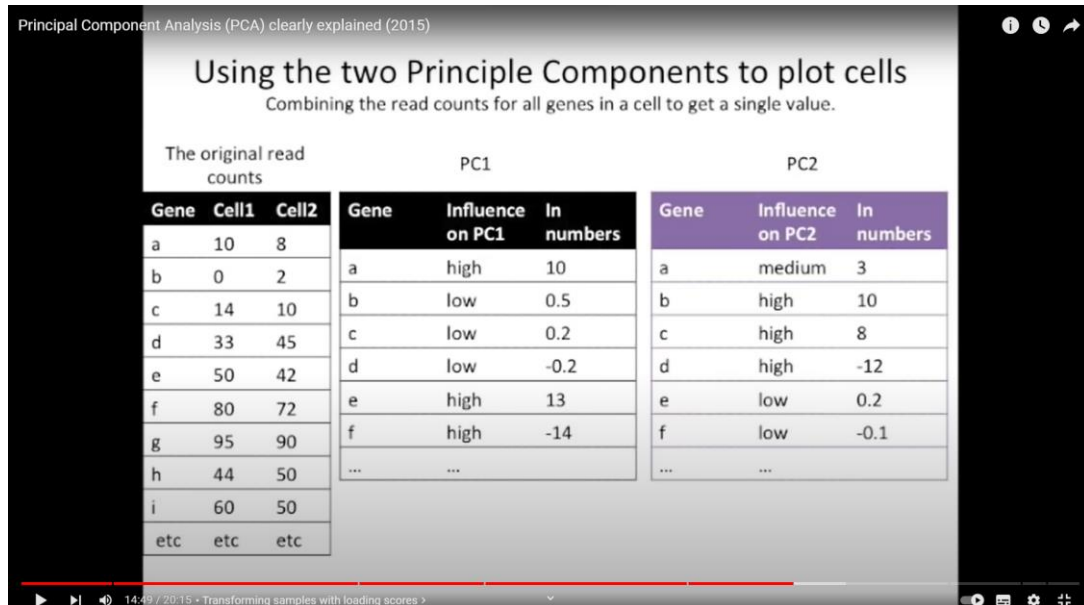 Principal Component Analysis (PCA) clearly explained (2015)
Using the two Principle Components to plot cells
Combining the read counts for all genes in a cell to get a single value.
The original read
counts
Gene Cell1 Cell2
a 10 8
b 0 2
c 14 10
d 33 45
e 50 42
f 80 72
g 95 90
h 44 50
i 60 50
etc etc etc
PC1
Gene Influence In
on PC1 numbers
a high 10
b low 0.5
c low 0.2
d low -0.2
e high 13
f high -14
... ...
PC2
Gene Influence In
on PC2 numbers
a medium 3
b high 10
c high 8
d high -12
e low 0.2
f low -0.1
... ...
14:49 / 20:15 • Transforming samples with loading scores >